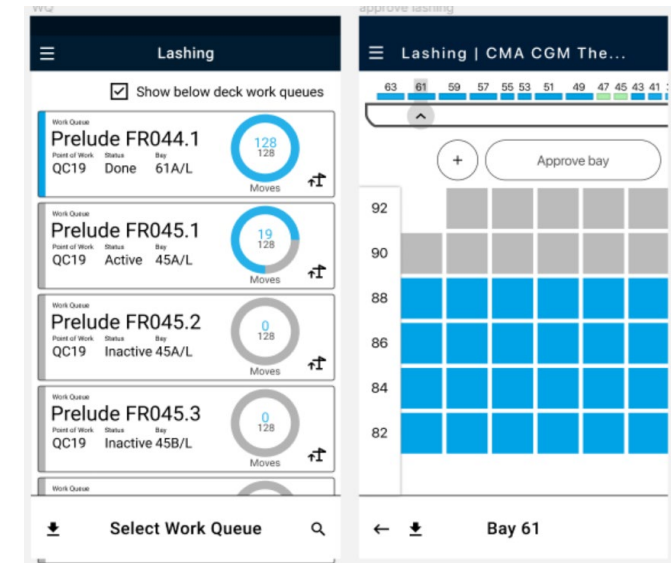 WQ
Lashing
Show below deck work queues
Work Queue
Prelude FR044.1
Point of Work Status Bay
QC19 Done 61A/L
128
128
Moves
Work Queue
Prelude FR045.1
Point of Work Status Bay
QC19 Active 45A/L
19
128
Moves
Work Queue
Prelude FR045.2
Point of Work Status Bay
QC19 Inactive 45A/L
0
128
Moves
Work Queue
Prelude FR045.3
Point of Work Status Bay
QC19 Inactive 45B/L
0
128
Moves
Work Queue
Select Work Queue
approve lashing
Lashing | CMA CGM The...
63 61 59 57 55 53 51 49 47 45 43 41
+ Approve bay
92
90
88
86
84
82
Bay 61